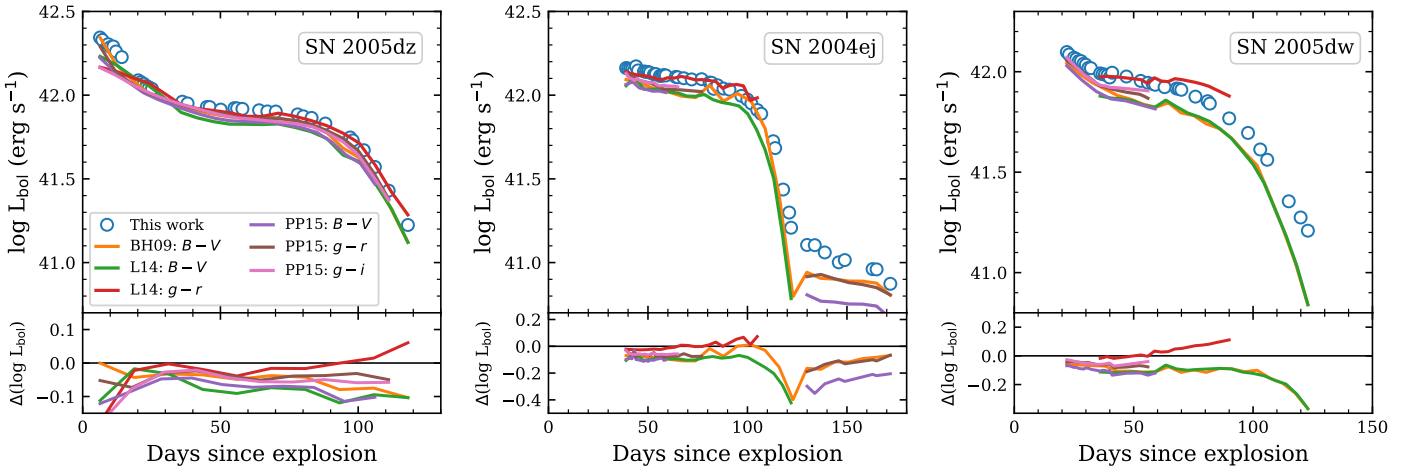 SN 2005dz
log L_bol (erg s⁻¹)
42.5
42.0
41.5
41.0
This work
BH09: B − V
L14: B − V
L14: g − r
PP15: B − V
PP15: g − r
PP15: g − i
Δ(log L_bol)
0.1
0.0
−0.1
0 50 100
Days since explosion
SN 2004ej
log L_bol (erg s⁻¹)
42.5
42.0
41.5
41.0
Δ(log L_bol)
0.2
0.0
−0.2
−0.4
0 50 100 150
Days since explosion
SN 2005dw
log L_bol (erg s⁻¹)
42.0
41.5
41.0
Δ(log L_bol)
0.2
0.0
−0.2
0 50 100 150
Days since explosion